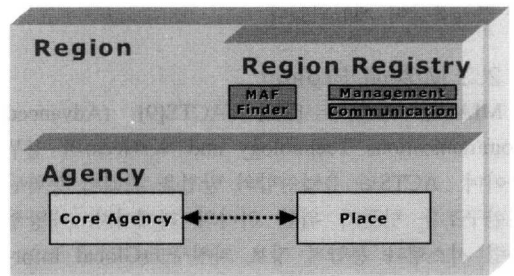 Region
Region Registry
MAF
Finder
Management
Communication
Agency
Core Agency
Place